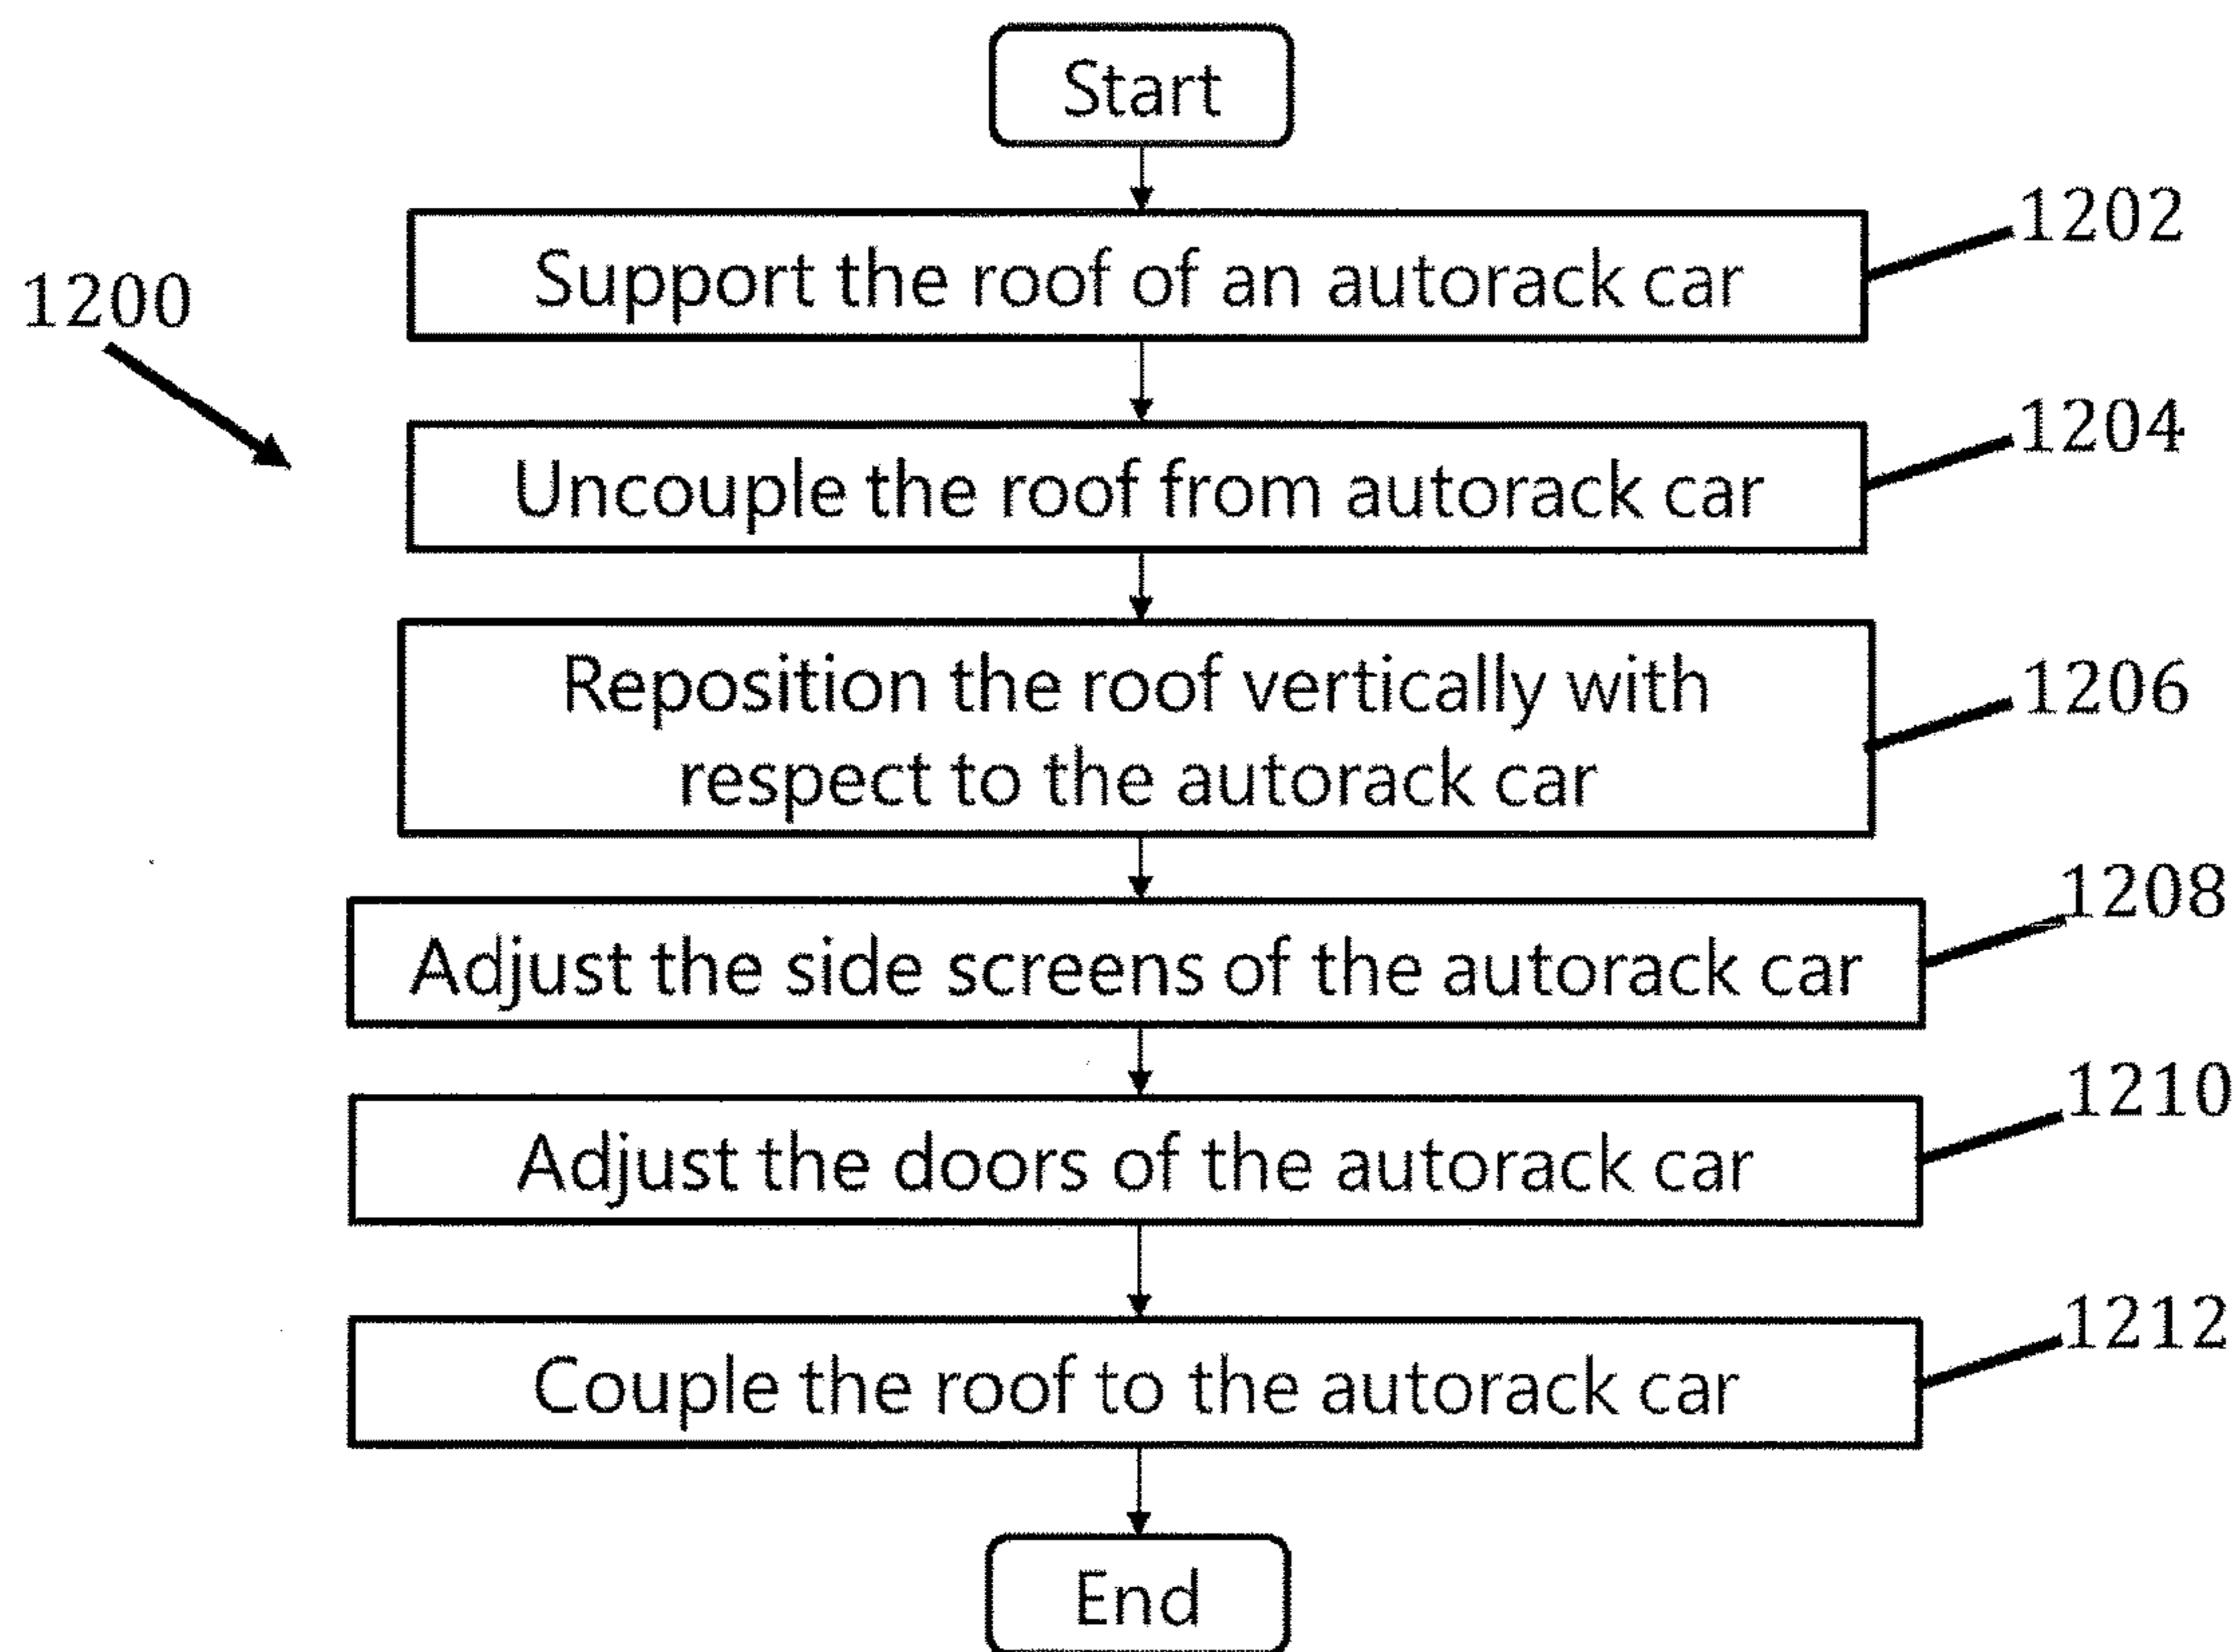 Start
Support the roof of an autorack car
1202
1200
Uncouple the roof from autorack car
1204
Reposition the roof vertically with
respect to the autorack car
1206
Adjust the side screens of the autorack car
1208
Adjust the doors of the autorack car
1210
Couple the roof to the autorack car
1212
End